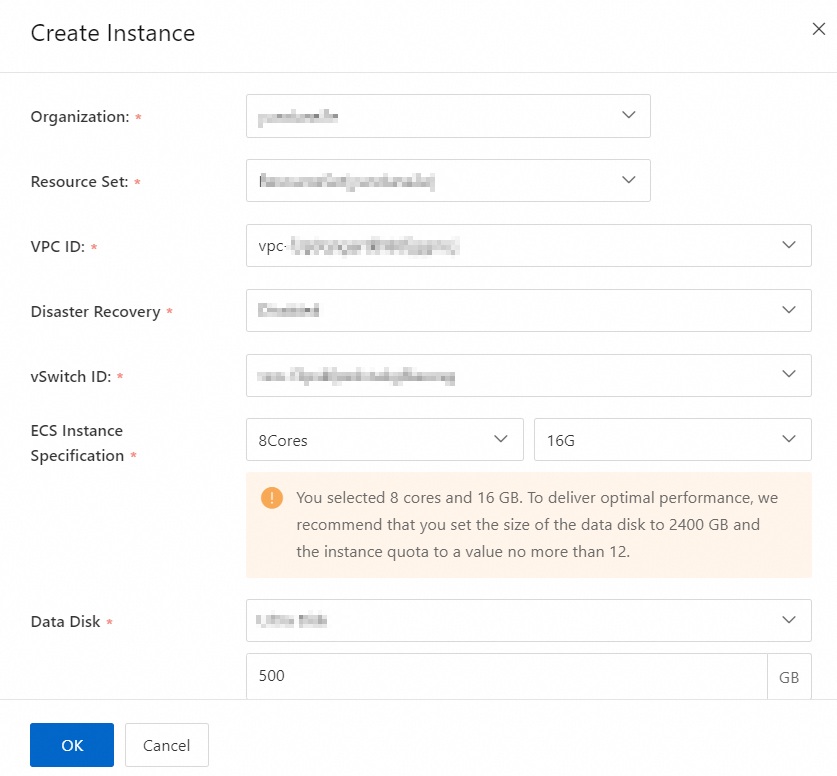 Create Instance
Organization: *
Resource Set: *
VPC ID: *
vpc-
Disaster Recovery *
vSwitch ID: *
ECS Instance
Specification *
8Cores
16G
You selected 8 cores and 16 GB. To deliver optimal performance, we
recommend that you set the size of the data disk to 2400 GB and
the instance quota to a value no more than 12.
Data Disk *
500
GB
OK
Cancel